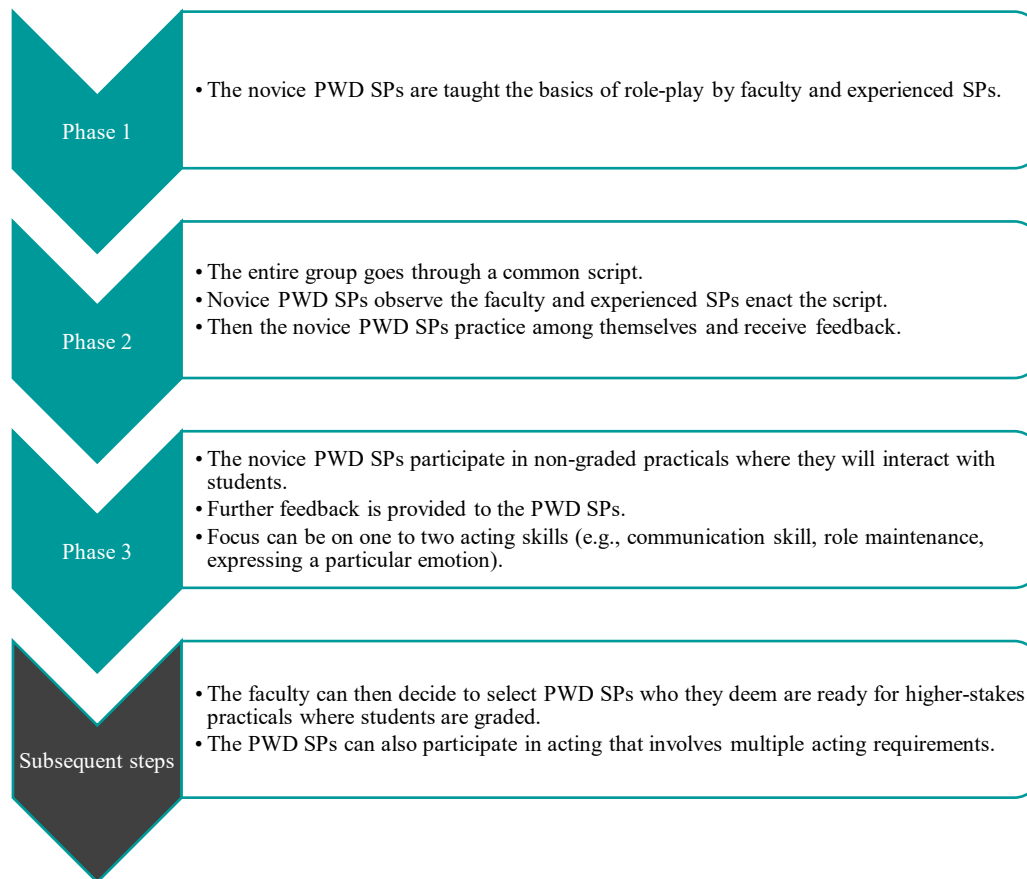 Phase 1
• The novice PWD SPs are taught the basics of role-play by faculty and experienced SPs.
Phase 2
• The entire group goes through a common script.
• Novice PWD SPs observe the faculty and experienced SPs enact the script.
• Then the novice PWD SPs practice among themselves and receive feedback.
Phase 3
• The novice PWD SPs participate in non-graded practicals where they will interact with
students.
• Further feedback is provided to the PWD SPs.
• Focus can be on one to two acting skills (e.g., communication skill, role maintenance,
expressing a particular emotion).
Subsequent steps
• The faculty can then decide to select PWD SPs who they deem are ready for higher-stakes
practicals where students are graded.
• The PWD SPs can also participate in acting that involves multiple acting requirements.